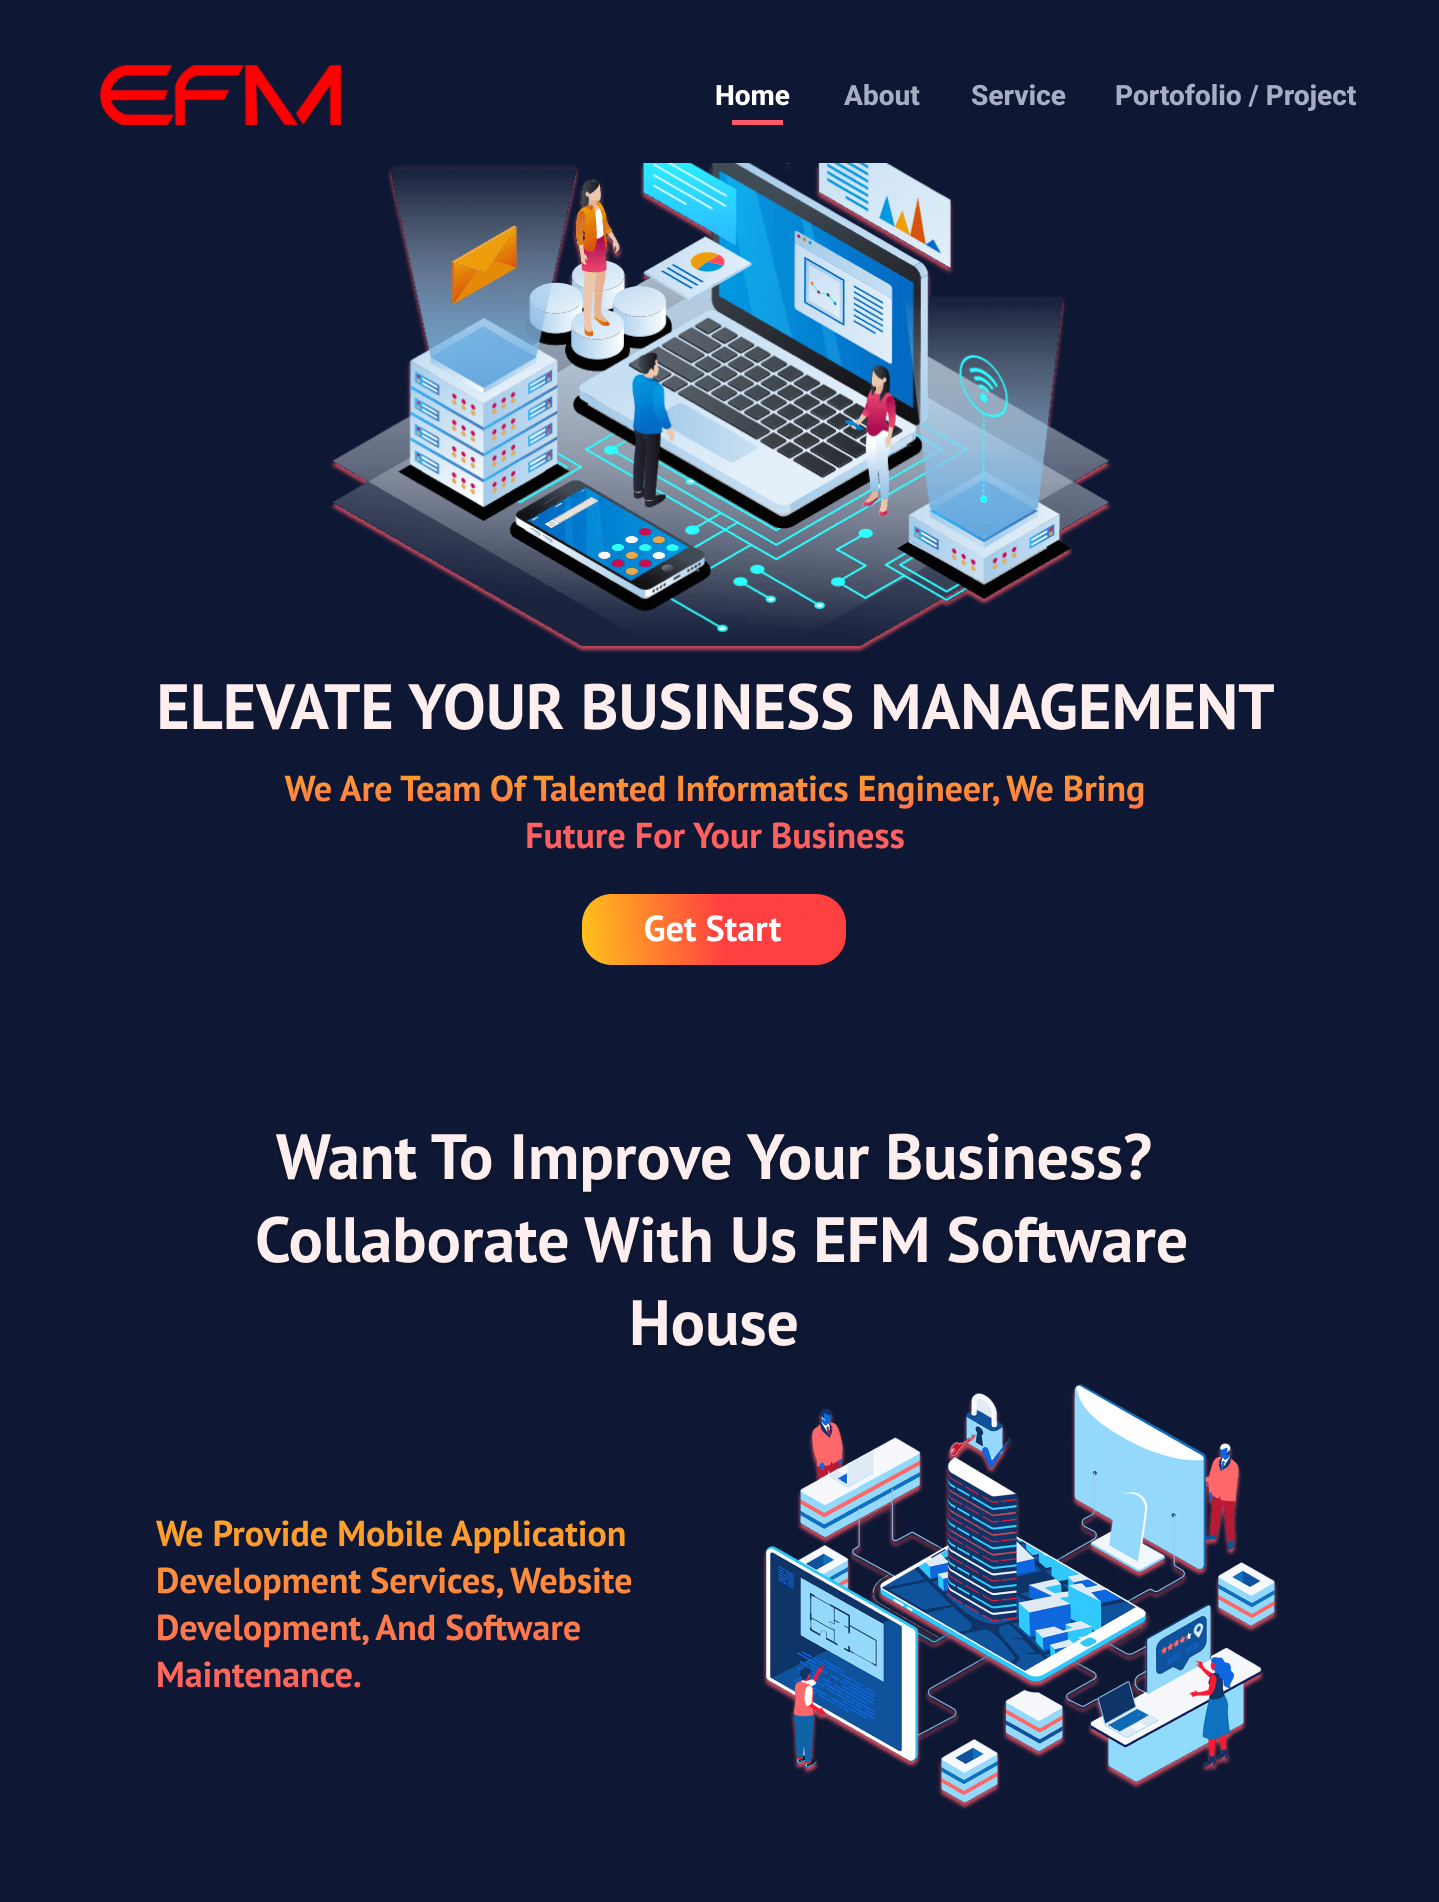 EFM
Home About Service Portofolio / Project
ELEVATE YOUR BUSINESS MANAGEMENT
We Are Team Of Talented Informatics Engineer, We Bring
Future For Your Business
Get Start
Want To Improve Your Business?
Collaborate With Us EFM Software
House
We Provide Mobile Application
Development Services, Website
Development, And Software
Maintenance.